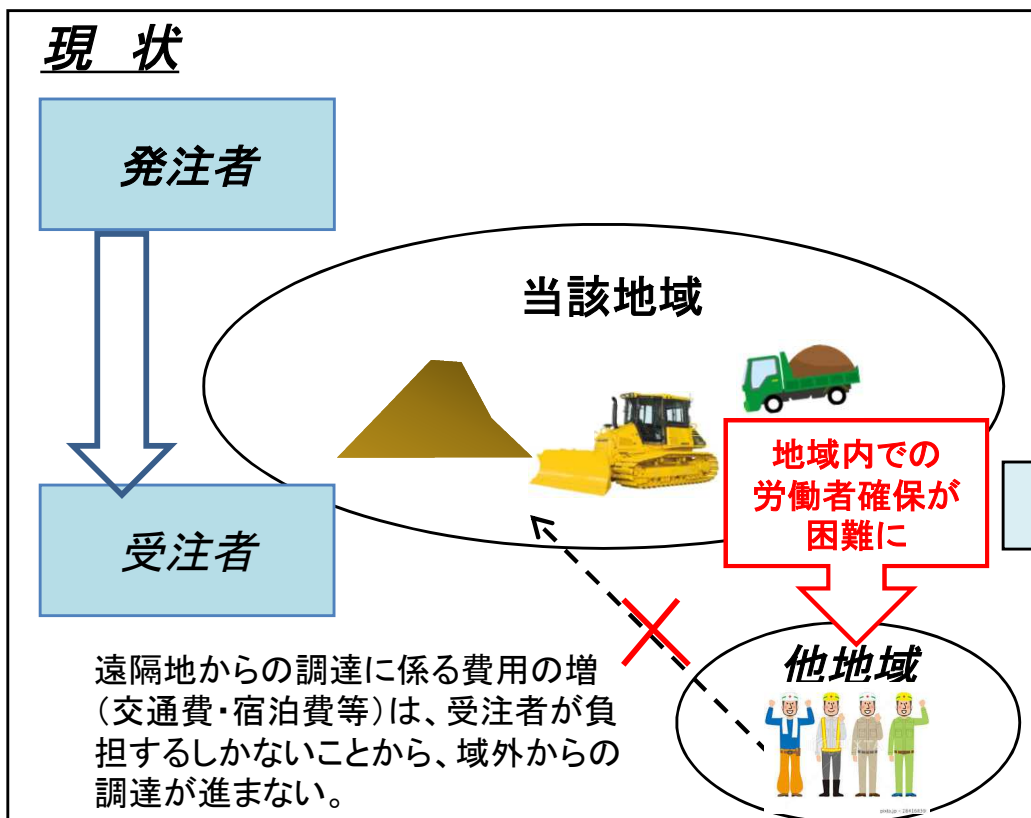 現 状
発注者
当該地域
地域内での
労働者確保が
困難に
受注者
他地域
遠隔地からの調達に係る費用の増
(交通費・宿泊費等)は、受注者が負
担するしかないことから、域外からの
調達が進まない。